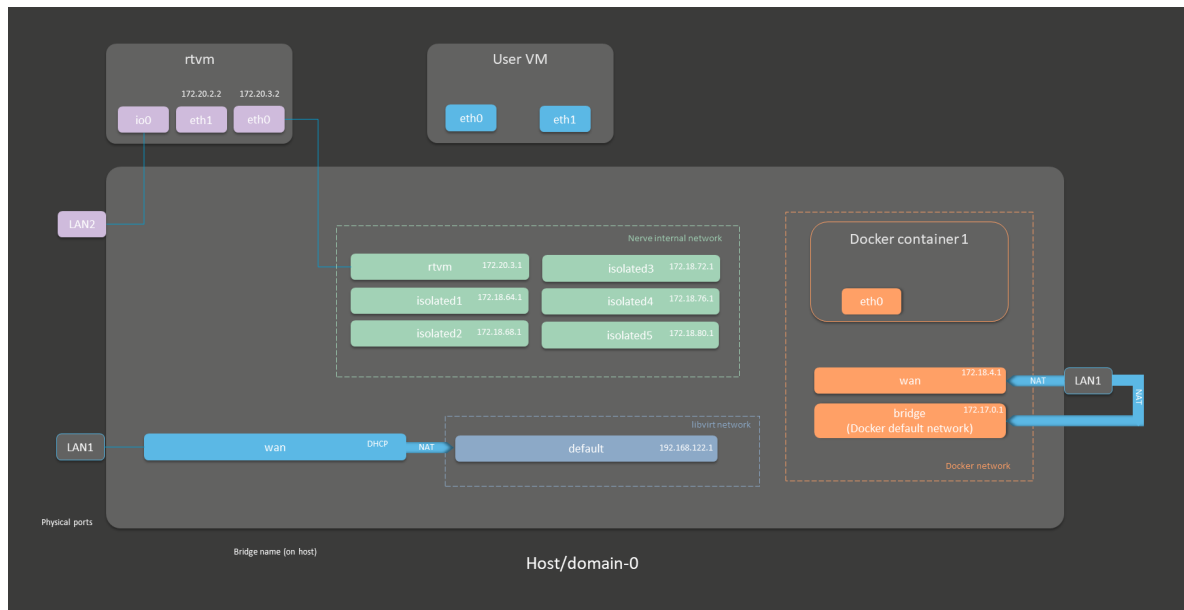 rtvm
172.20.2.2
172.20.3.2
io0
eth1
eth0
User VM
eth0
eth1
LAN2
Nerve internal network
rtvm 172.20.3.1
isolated3 172.18.72.1
isolated1 172.18.64.1
isolated4 172.18.76.1
isolated2 172.18.68.1
isolated5 172.18.80.1
Docker container 1
eth0
wan 172.18.4.1
NAT
LAN1
NAT
bridge 172.17.0.1
(Docker default network)
Docker network
LAN1
wan DHCP
NAT
libvirt network
default 192.168.122.1
Physical ports
Bridge name (on host)
Host/domain-0